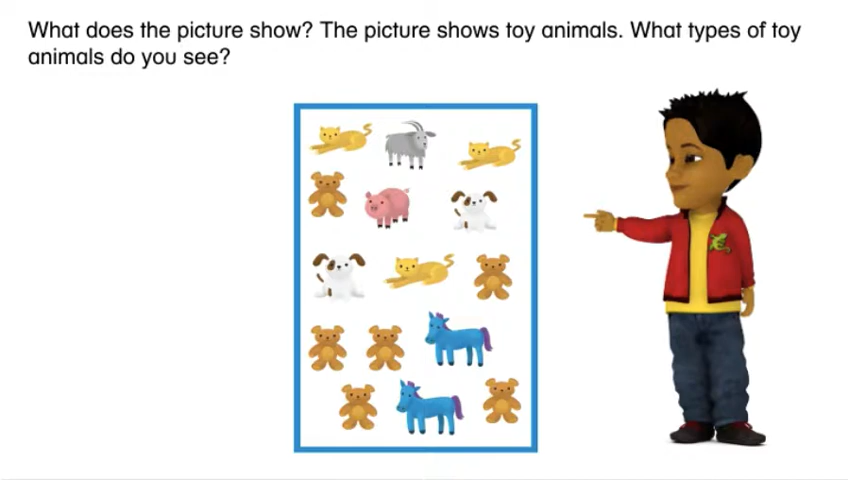 What does the picture show? The picture shows toy animals. What types of toy
animals do you see?